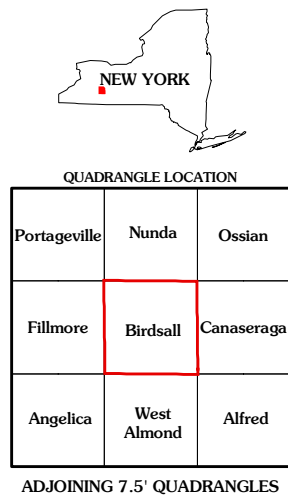 NEW YORK
QUADRANGLE LOCATION
Portageville Nunda Ossian
Fillmore Birdsall Canaseraga
Angelica West Almond Alfred
ADJOINING 7.5' QUADRANGLES